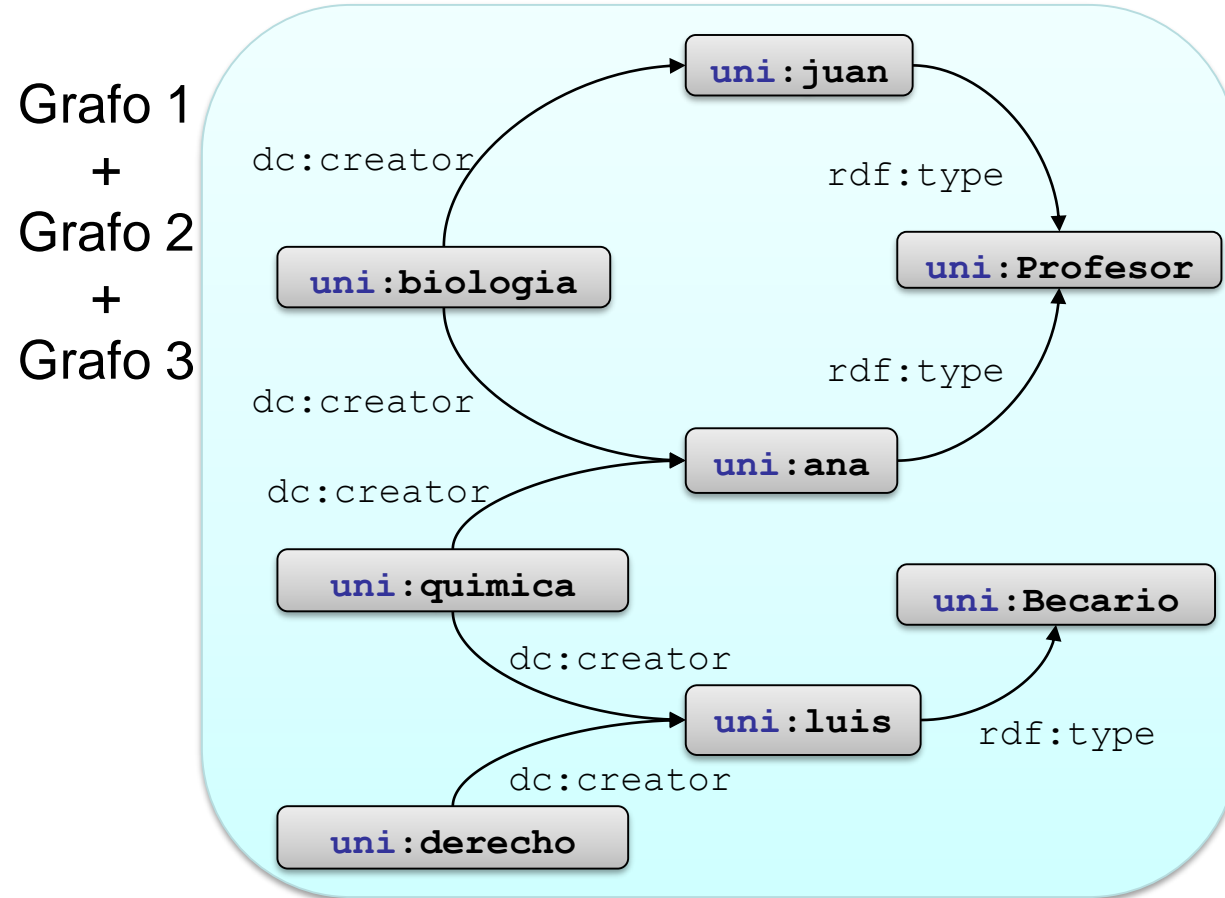 Grafo 1
+
Grafo 2
+
Grafo 3
uni:juan
dc:creator
rdf:type
uni:biologia
uni:Profesor
rdf:type
dc:creator
uni:ana
dc:creator
uni:quimica
uni:Becario
dc:creator
uni:luis
rdf:type
dc:creator
uni:derecho